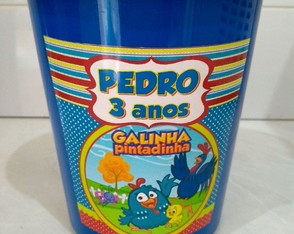 PEDRO
3 anos
GALINHA
Pintadinha